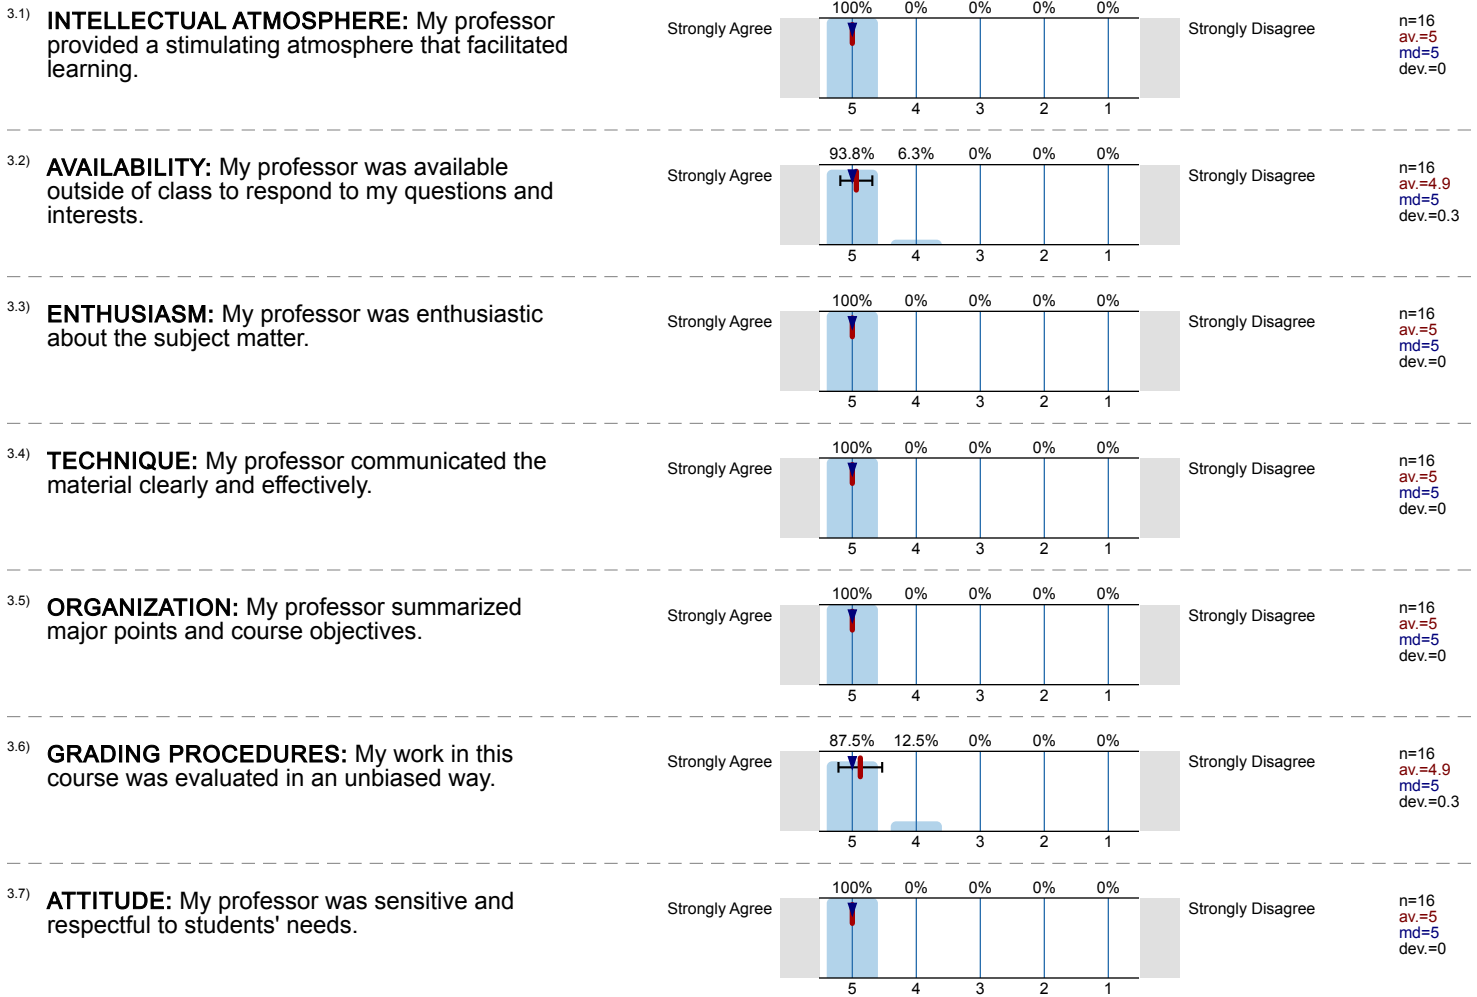 3.1) INTELLECTUAL ATMOSPHERE: My professor
provided a stimulating atmosphere that facilitated
learning.
Strongly Agree
100% 0% 0% 0% 0%
5 4 3 2 1
Strongly Disagree
n=16
av.=5
md=5
dev.=0
3.2) AVAILABILITY: My professor was available
outside of class to respond to my questions and
interests.
Strongly Agree
93.8% 6.3% 0% 0% 0%
5 4 3 2 1
Strongly Disagree
n=16
av.=4.9
md=5
dev.=0.3
3.3) ENTHUSIASM: My professor was enthusiastic
about the subject matter.
Strongly Agree
100% 0% 0% 0% 0%
5 4 3 2 1
Strongly Disagree
n=16
av.=5
md=5
dev.=0
3.4) TECHNIQUE: My professor communicated the
material clearly and effectively.
Strongly Agree
100% 0% 0% 0% 0%
5 4 3 2 1
Strongly Disagree
n=16
av.=5
md=5
dev.=0
3.5) ORGANIZATION: My professor summarized
major points and course objectives.
Strongly Agree
100% 0% 0% 0% 0%
5 4 3 2 1
Strongly Disagree
n=16
av.=5
md=5
dev.=0
3.6) GRADING PROCEDURES: My work in this
course was evaluated in an unbiased way.
Strongly Agree
87.5% 12.5% 0% 0% 0%
5 4 3 2 1
Strongly Disagree
n=16
av.=4.9
md=5
dev.=0.3
3.7) ATTITUDE: My professor was sensitive and
respectful to students' needs.
Strongly Agree
100% 0% 0% 0% 0%
5 4 3 2 1
Strongly Disagree
n=16
av.=5
md=5
dev.=0